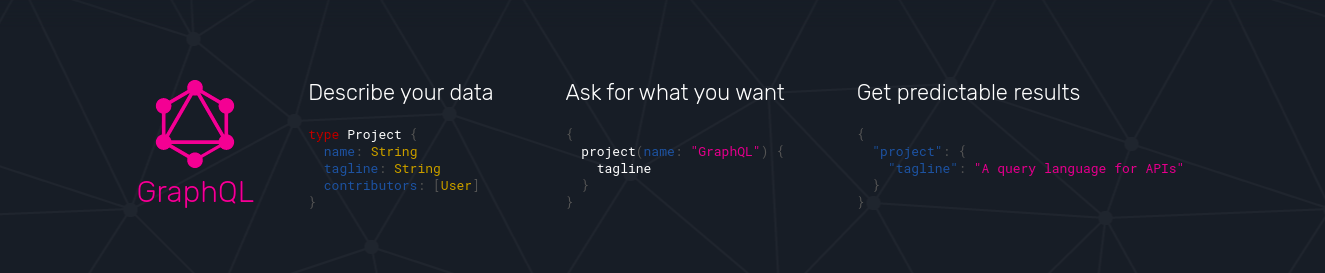 GraphQL
Describe your data
type Project {
  name: String
  tagline: String
  contributors: [User]
}
Ask for what you want
{
  project(name: "GraphQL") {
    tagline
  }
}
Get predictable results
{
  "project": {
    "tagline": "A query language for APIs"
  }
}